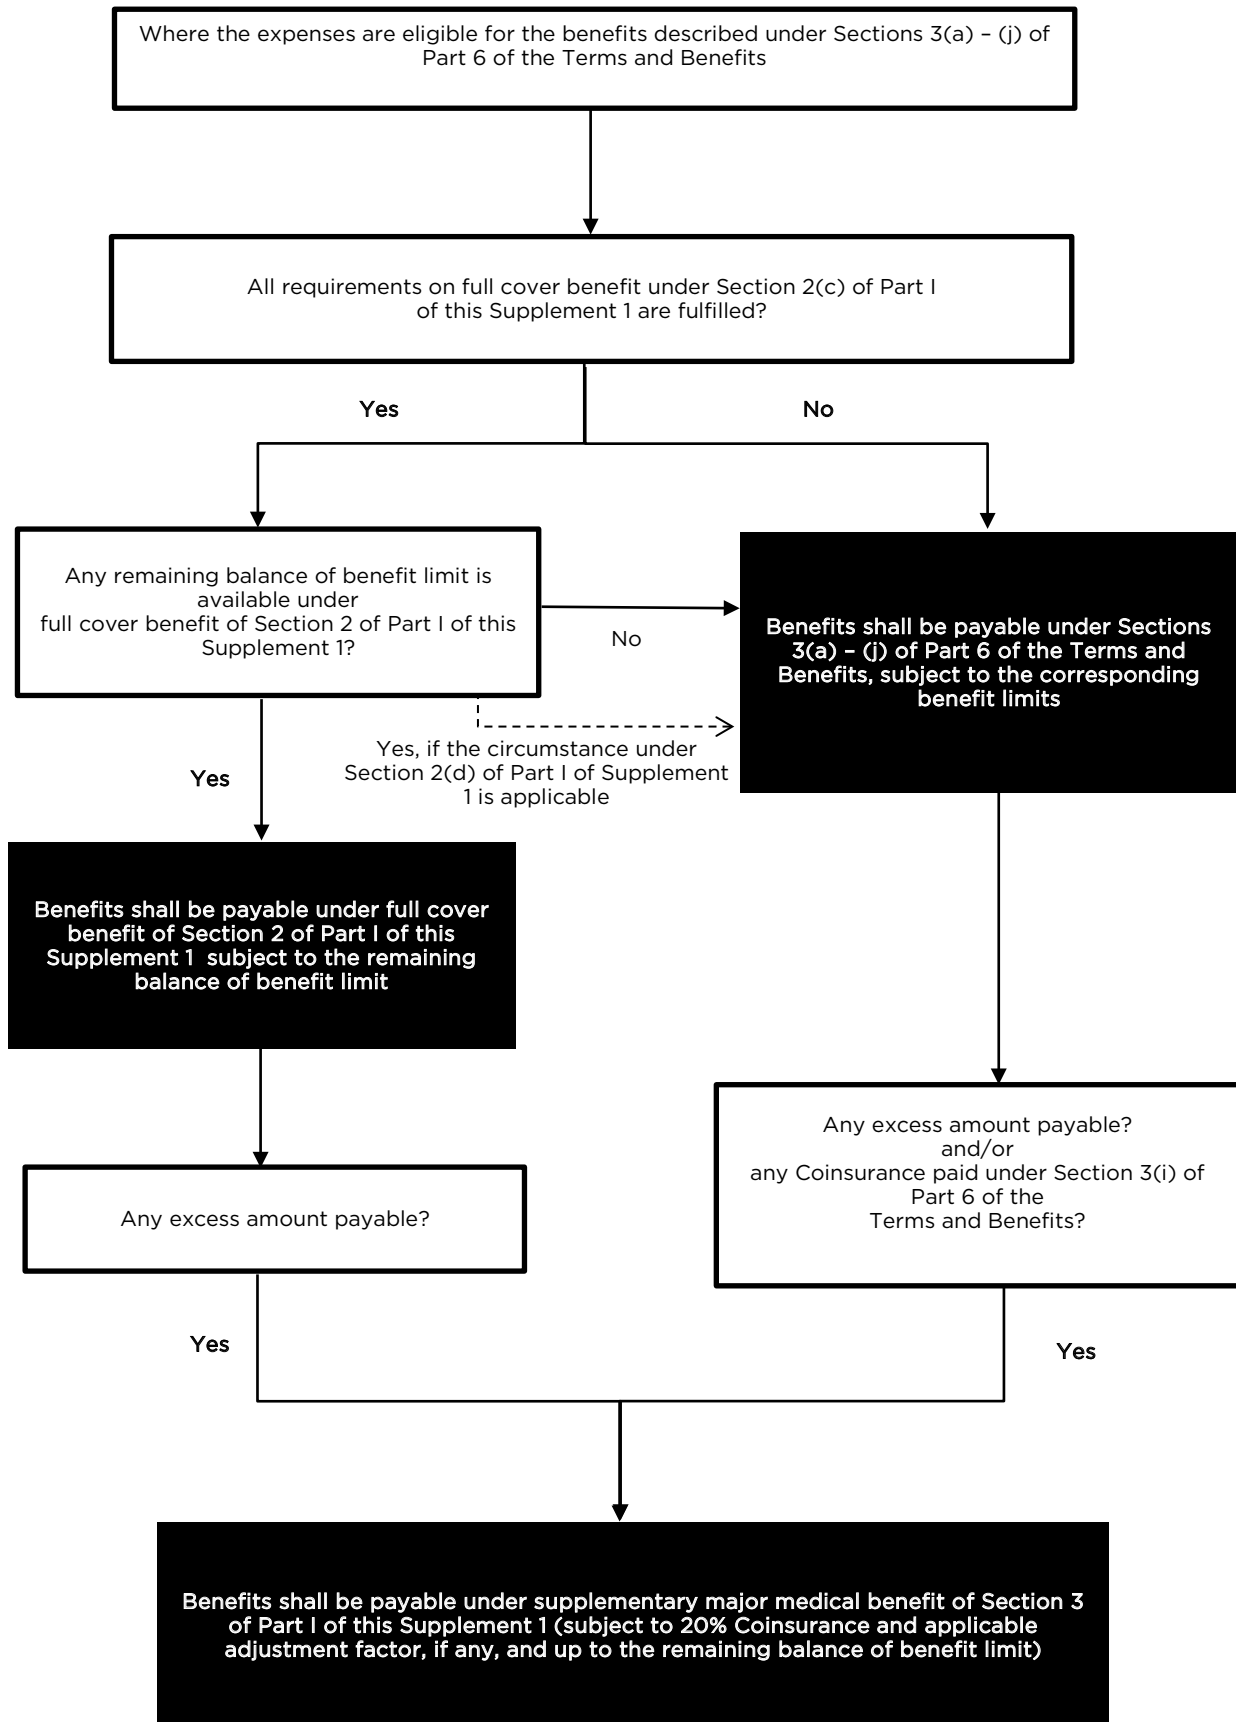 Where the expenses are eligible for the benefits described under Sections 3(a) – (j) of
Part 6 of the Terms and Benefits
All requirements on full cover benefit under Section 2(c) of Part I
of this Supplement 1 are fulfilled?
Yes
No
Any remaining balance of benefit limit is
available under
full cover benefit of Section 2 of Part I of this
Supplement 1?
No
Benefits shall be payable under Sections
3(a) – (j) of Part 6 of the Terms and
Benefits, subject to the corresponding
benefit limits
Yes, if the circumstance under
Section 2(d) of Part I of Supplement
1 is applicable
Yes
Benefits shall be payable under full cover
benefit of Section 2 of Part I of this
Supplement 1 subject to the remaining
balance of benefit limit
Any excess amount payable?
and/or
any Coinsurance paid under Section 3(i) of
Part 6 of the
Terms and Benefits?
Any excess amount payable?
Yes
Yes
Benefits shall be payable under supplementary major medical benefit of Section 3
of Part I of this Supplement 1 (subject to 20% Coinsurance and applicable
adjustment factor, if any, and up to the remaining balance of benefit limit)